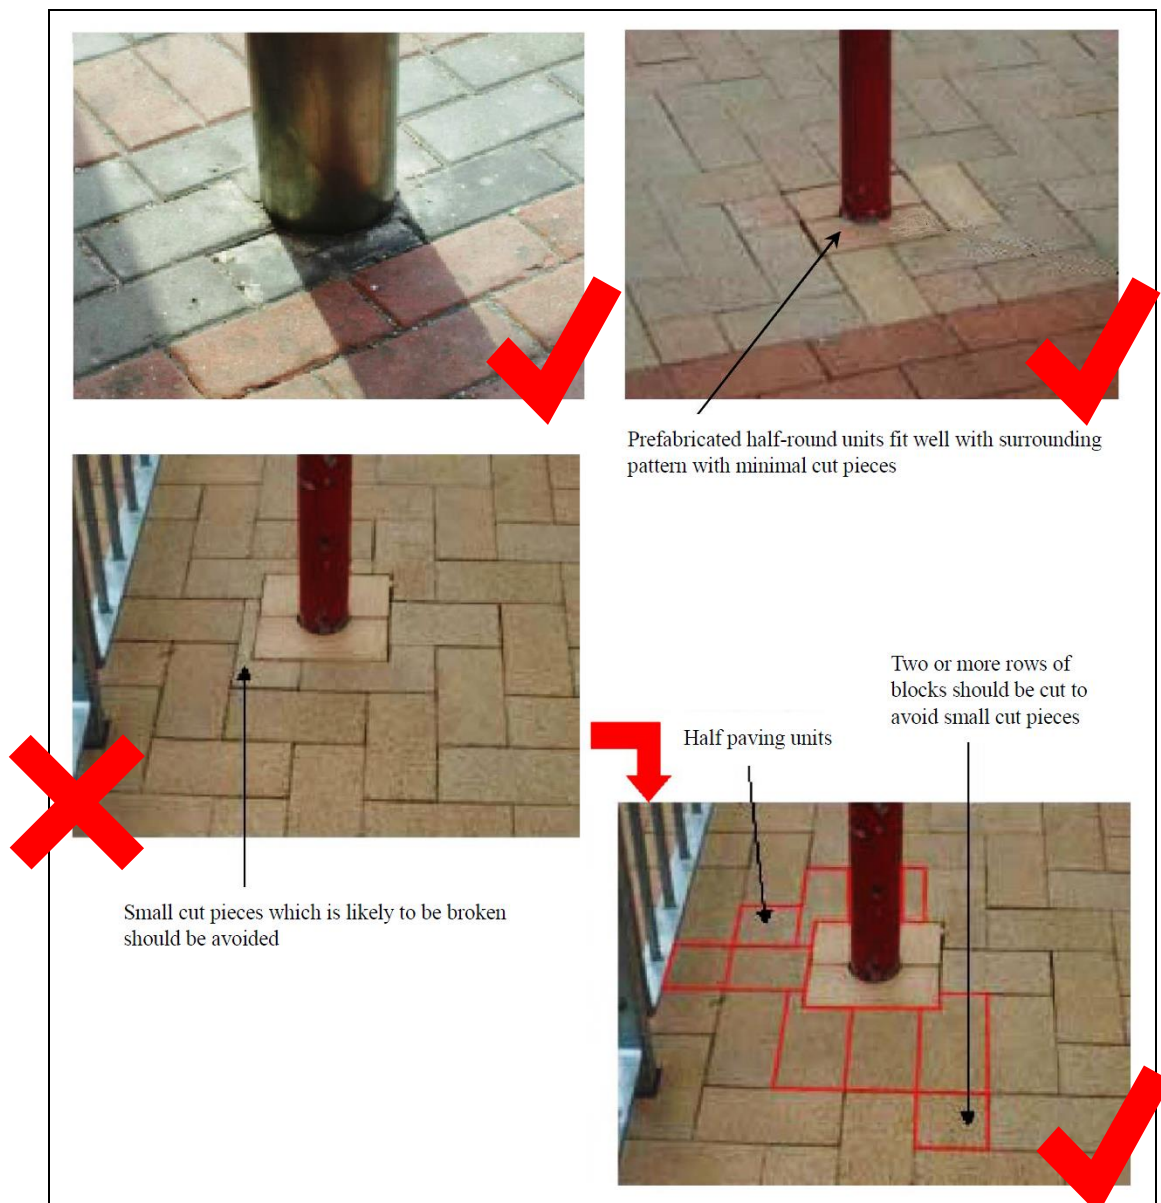 Prefabricated half-round units fit well with surrounding
pattern with minimal cut pieces
Two or more rows of
blocks should be cut to
avoid small cut pieces
Half paving units
Small cut pieces which is likely to be broken
should be avoided